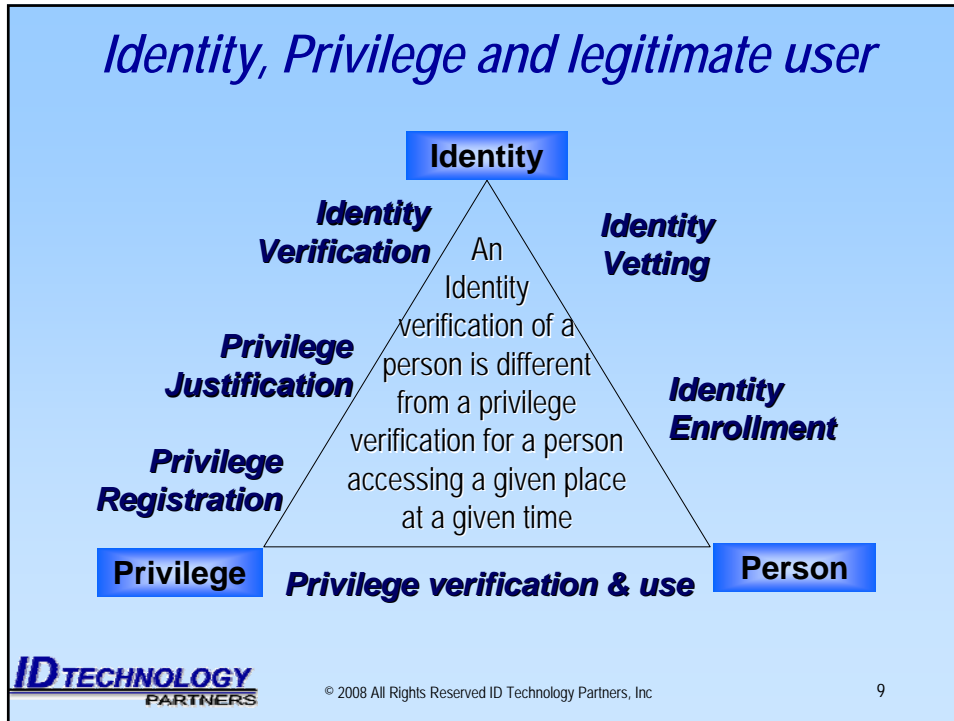 Identity, Privilege and legitimate user
Identity
Identity
Verification
Identity
Vetting
An
Identity
verification of a
person is different
from a privilege
verification for a person
accessing a given place
at a given time
Privilege
Justification
Identity
Enrollment
Privilege
Registration
Privilege
Privilege verification & use
Person
ID TECHNOLOGY
PARTNERS
© 2008 All Rights Reserved ID Technology Partners, Inc
9